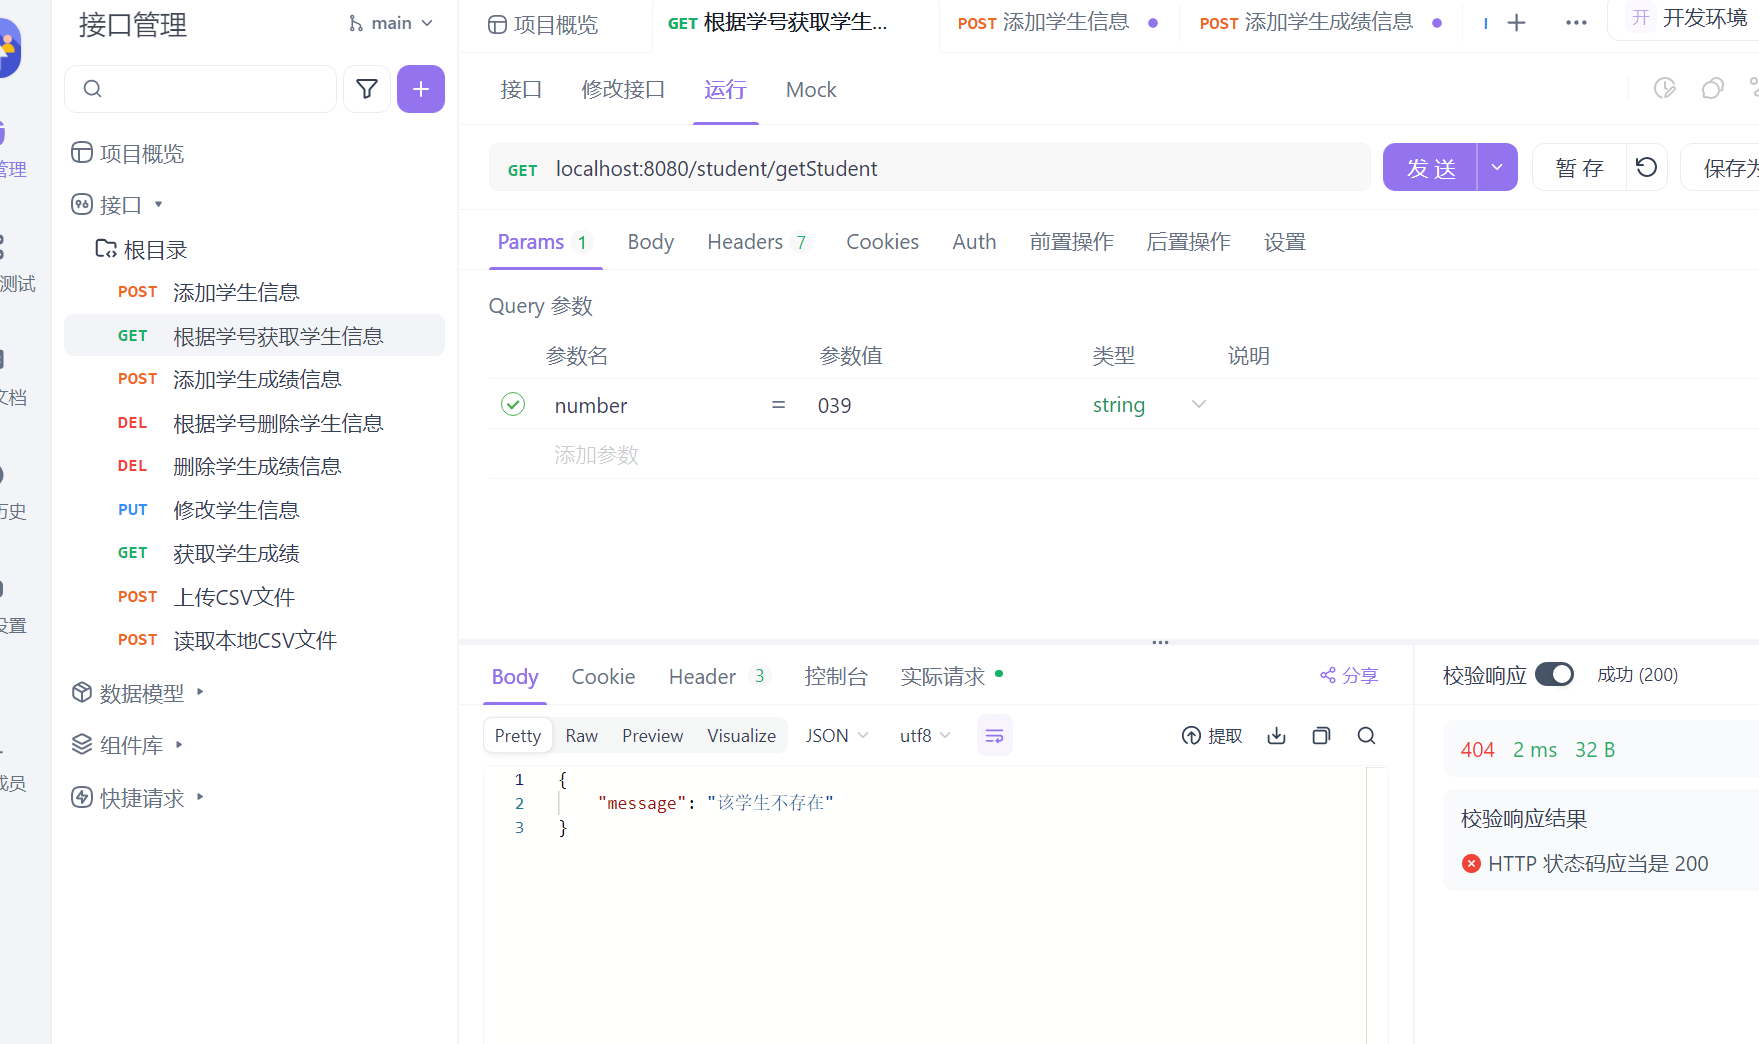 接口管理
main
管理
测试
文档
历史
设置
成员
项目概览
接口
根目录
POST 添加学生信息
GET 根据学号获取学生信息
POST 添加学生成绩信息
DEL 根据学号删除学生信息
DEL 删除学生成绩信息
PUT 修改学生信息
GET 获取学生成绩
POST 上传CSV文件
POST 读取本地CSV文件
数据模型
组件库
快捷请求
项目概览
GET 根据学号获取学生...
POST 添加学生信息
POST 添加学生成绩信息
开 开发环境
接口 修改接口 运行 Mock
GET localhost:8080/student/getStudent
发 送
暂 存
保存为
Params 1 Body Headers 7 Cookies Auth 前置操作 后置操作 设置
Query 参数
参数名 参数值 类型 说明
number = 039 string
添加参数
Body Cookie Header 3 控制台 实际请求
分享
Pretty Raw Preview Visualize JSON utf8
提取
1 {
2 "message": "该学生不存在"
3 }
校验响应 成功 (200)
404 2 ms 32 B
校验响应结果
HTTP 状态码应当是 200